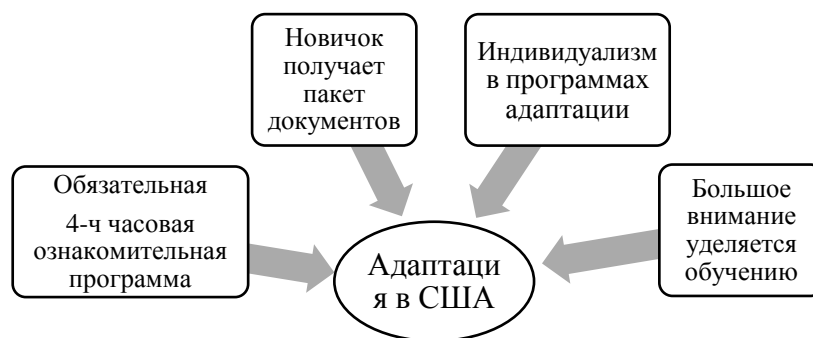 Новичок
получает
пакет
документов
Индивидуализм
в программах
адаптации
Обязательная
4-ч часовая
ознакомительная
программа
Большое
внимание
уделяется
обучению
Адаптаци
я в США